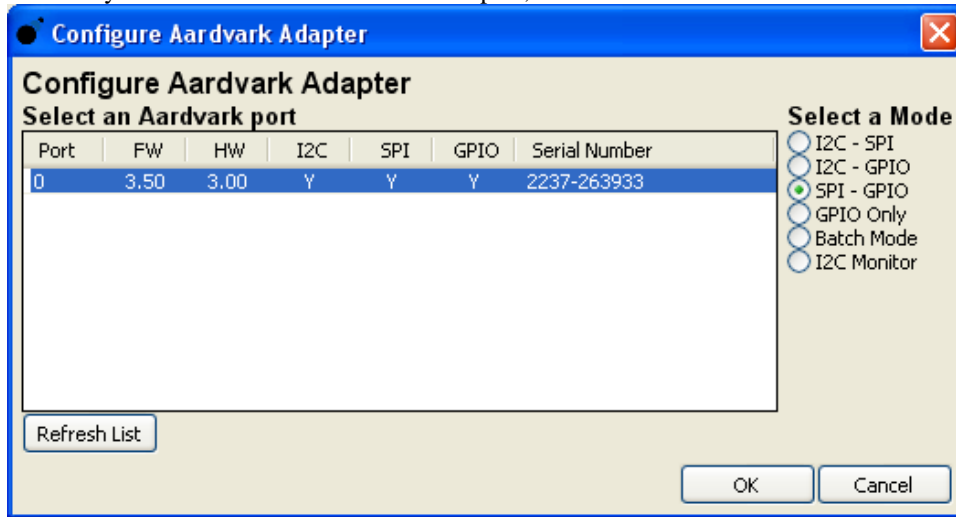 Configure Aardvark Adapter
Configure Aardvark Adapter
Select an Aardvark port
Port FW HW I2C SPI GPIO Serial Number
0 3.50 3.00 Y Y Y 2237-263933
Refresh List
Select a Mode
I2C - SPI
I2C - GPIO
SPI - GPIO
GPIO Only
Batch Mode
I2C Monitor
OK Cancel